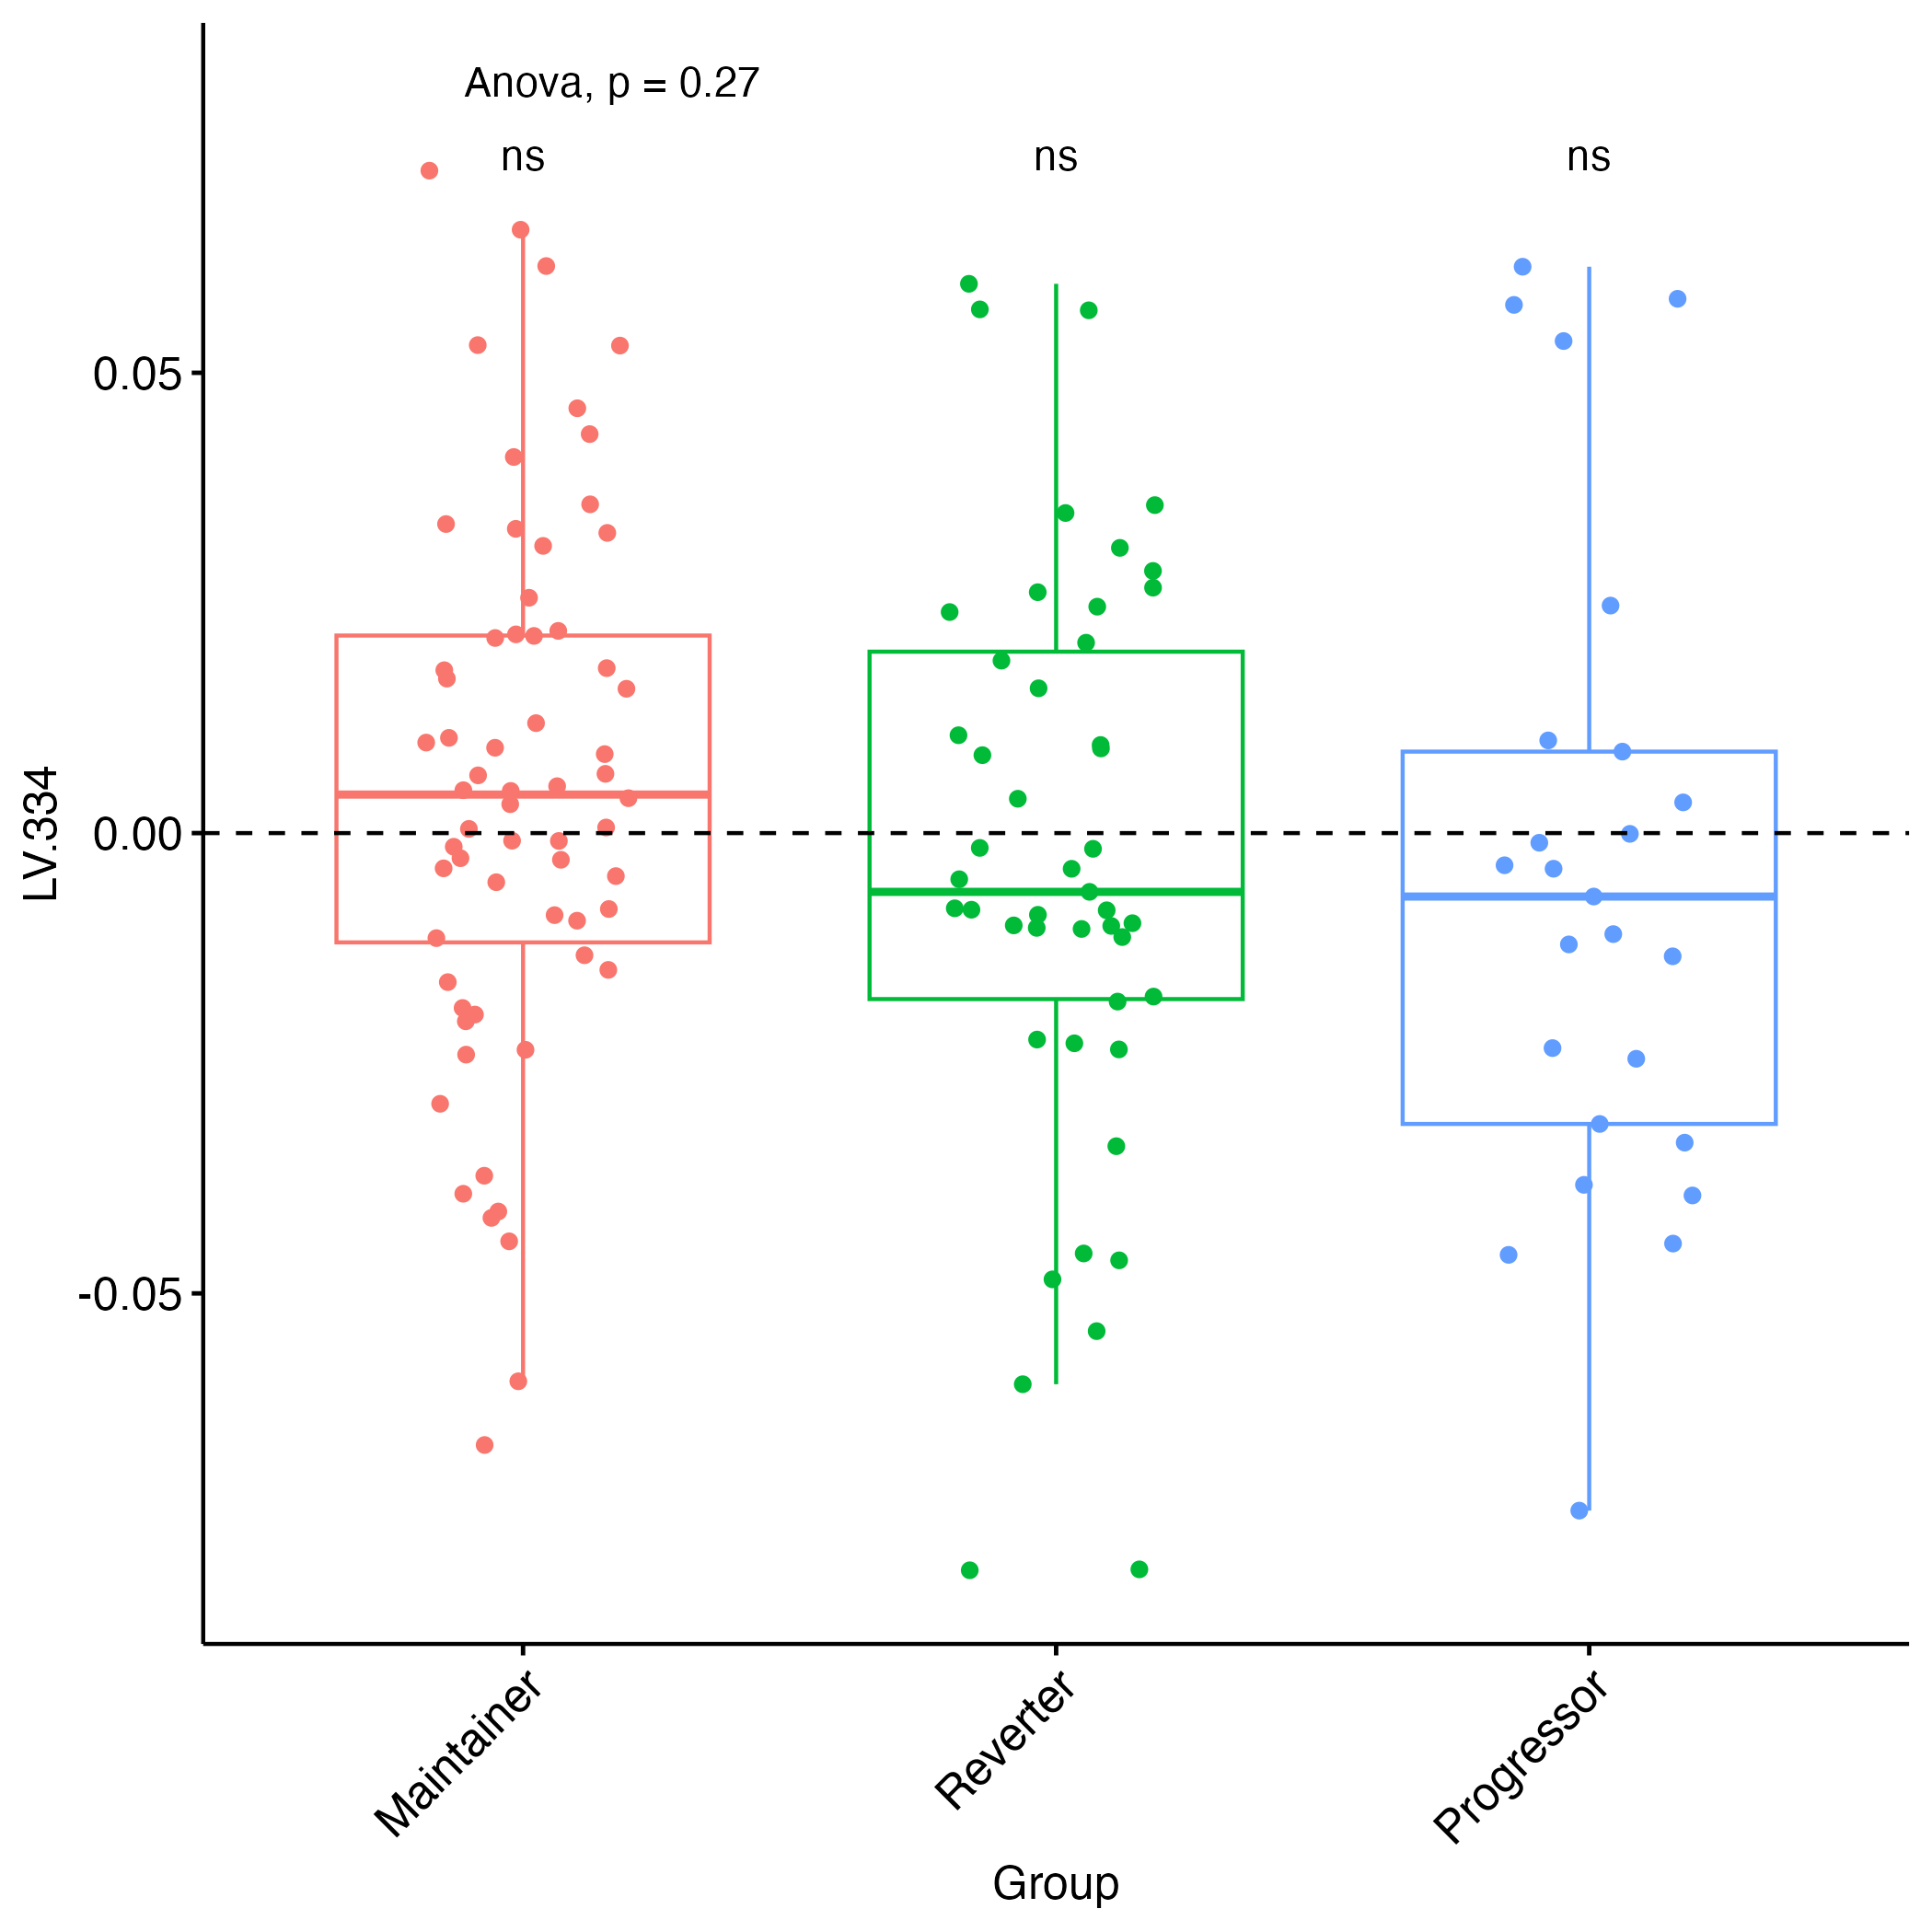 Anova, p = 0.27
ns ns ns
0.05
0.00
-0.05
LV.334
Maintainer Reverter Progressor
Group